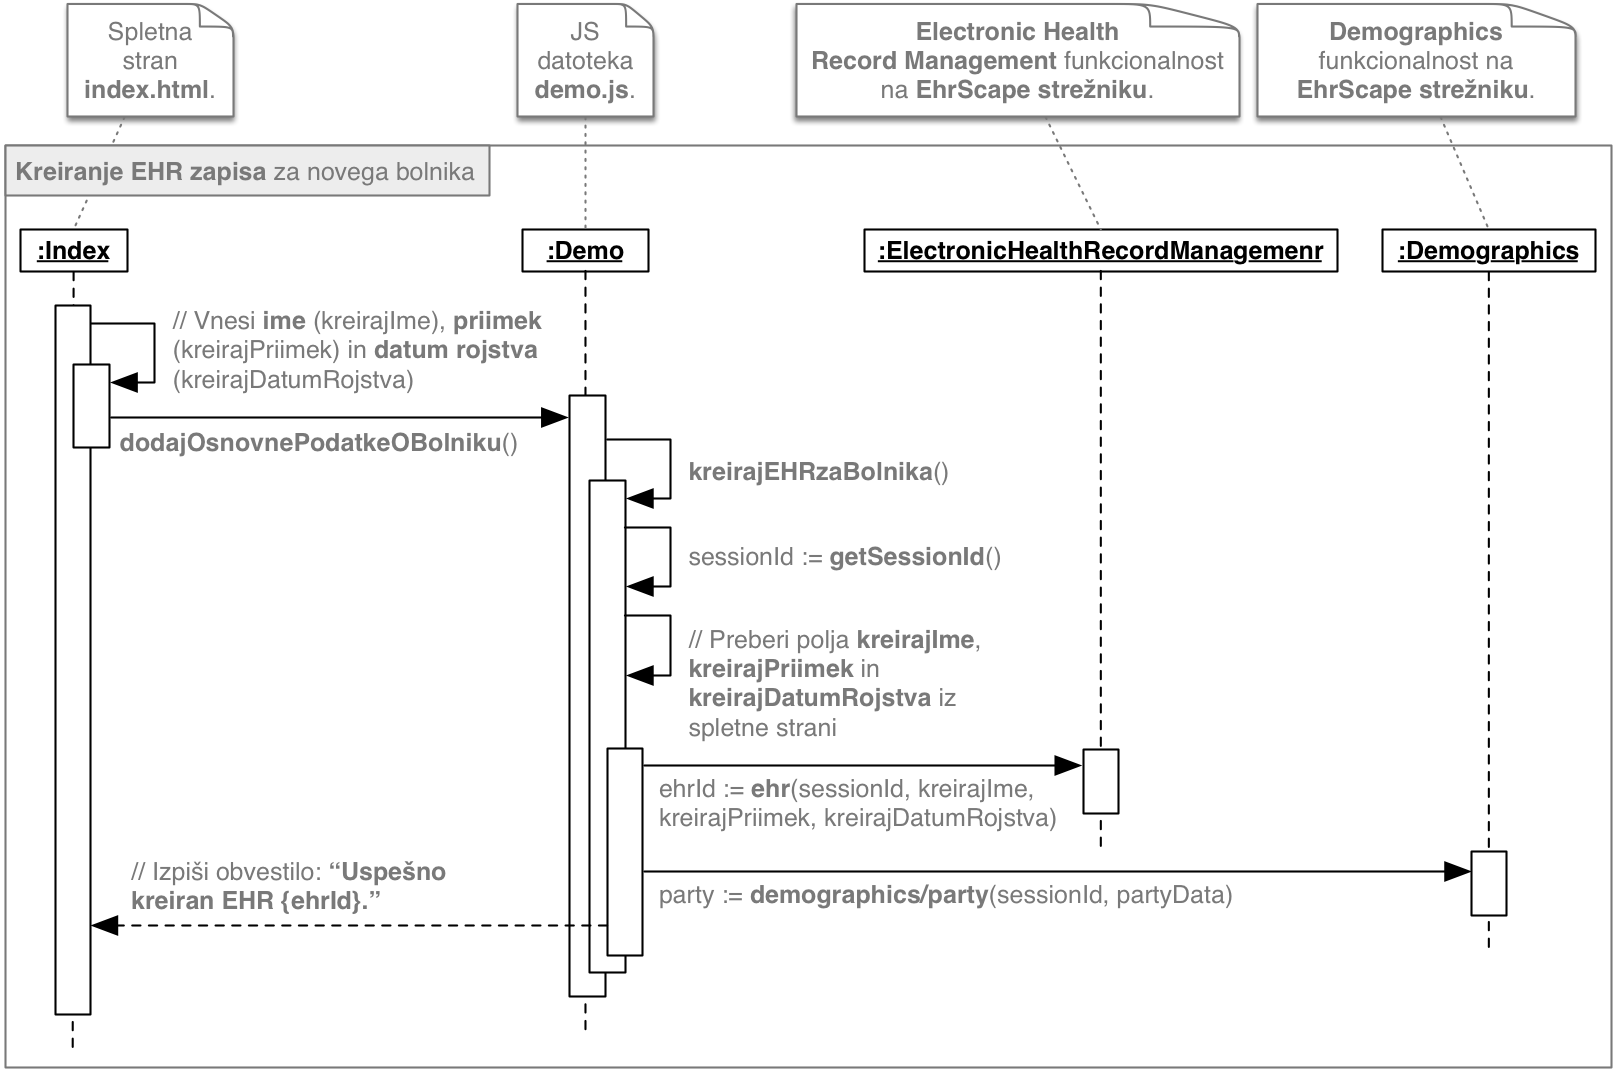 Spletna
stran
index.html.
JS
datoteka
demo.js.
Electronic Health
Record Management funkcionalnost
na EhrScape strežniku.
Demographics
funkcionalnost na
EhrScape strežniku.
Kreiranje EHR zapisa za novega bolnika
:Index
:Demo
:ElectronicHealthRecordManagemenr
:Demographics
// Vnesi ime (kreirajIme), priimek
(kreirajPriimek) in datum rojstva
(kreirajDatumRojstva)
dodajOsnovnePodatkeOBolniku()
kreirajEHRzaBolnika()
sessionId := getSessionId()
// Preberi polja kreirajIme,
kreirajPriimek in
kreirajDatumRojstva iz
spletne strani
ehrId := ehr(sessionId, kreirajIme,
kreirajPriimek, kreirajDatumRojstva)
// Izpiši obvestilo: “Uspešno
kreiran EHR {ehrId}.”
party := demographics/party(sessionId, partyData)